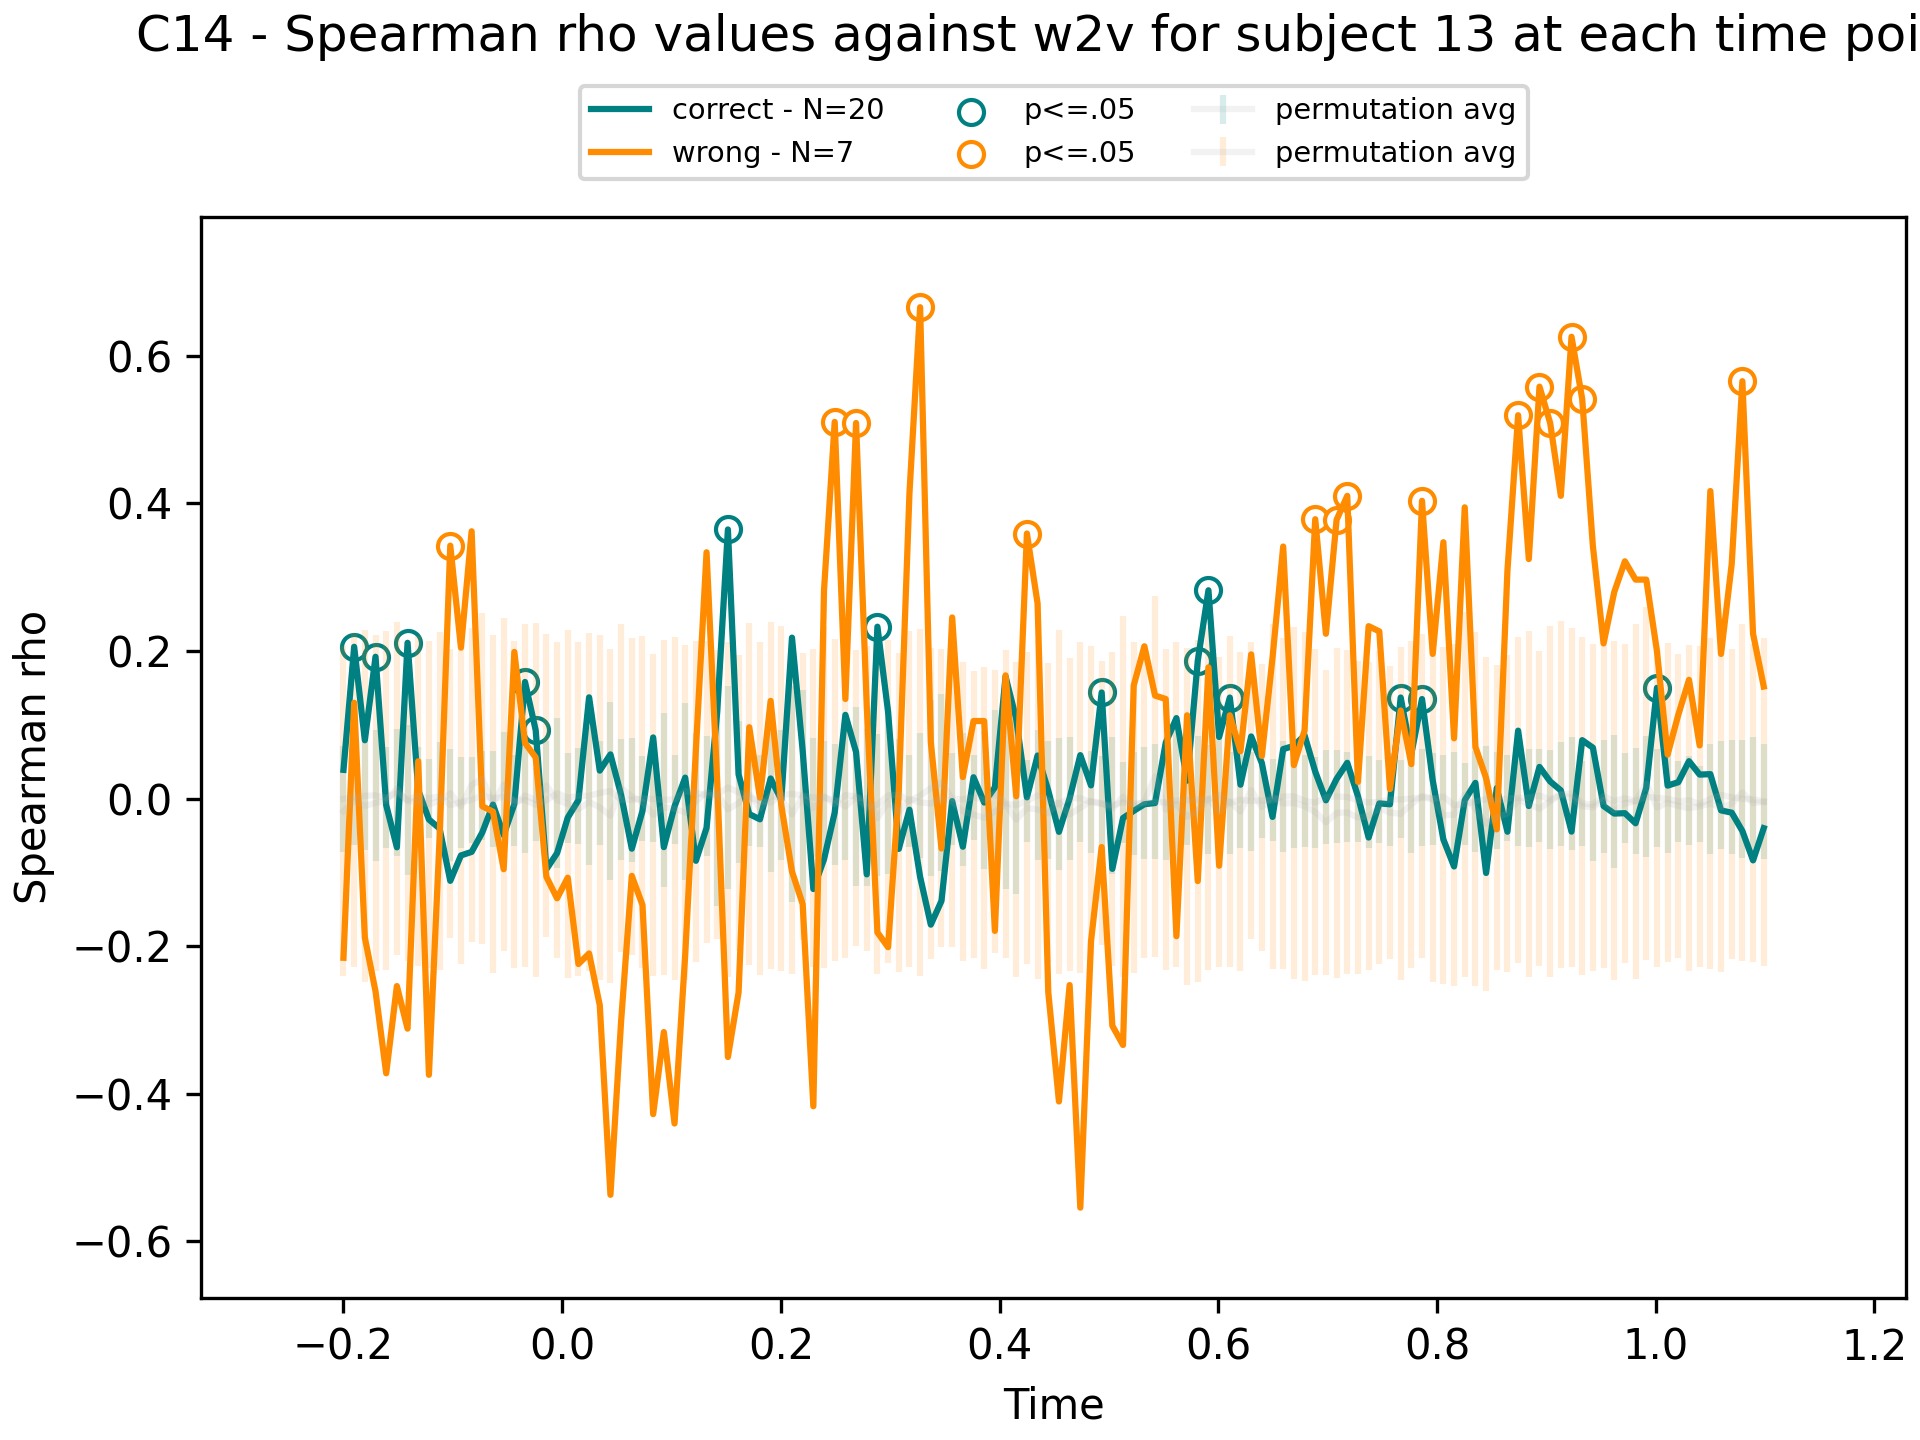 C14 - Spearman rho values against w2v for subject 13 at each time poi
correct - N=20
wrong - N=7
p<=.05
p<=.05
permutation avg
permutation avg
Spearman rho
0.6
0.4
0.2
0.0
−0.2
−0.4
−0.6
−0.2 0.0 0.2 0.4 0.6 0.8 1.0 1.2
Time